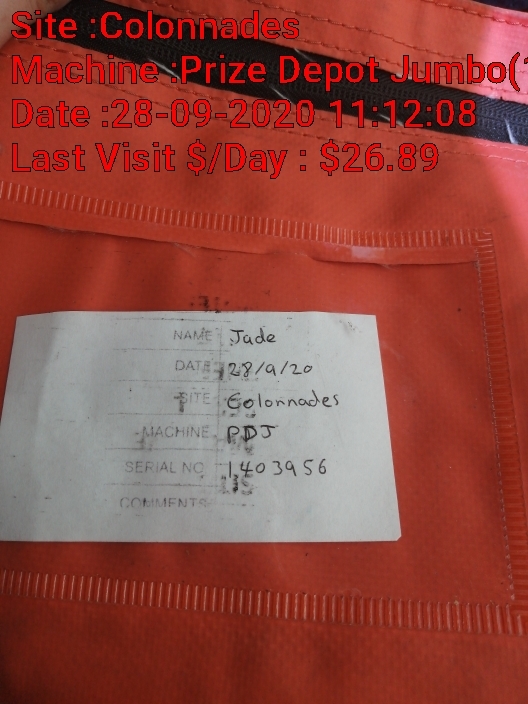 Site :Colonnades
Machine :Prize Depot Jumbo(
Date :28-09-2020 11:12:08
Last Visit $/Day : $26.89
NAME Jade
DATE 28/9/20
SITE Colonnades
MACHINE PDJ
SERIAL NO 1403956
COMMENTS